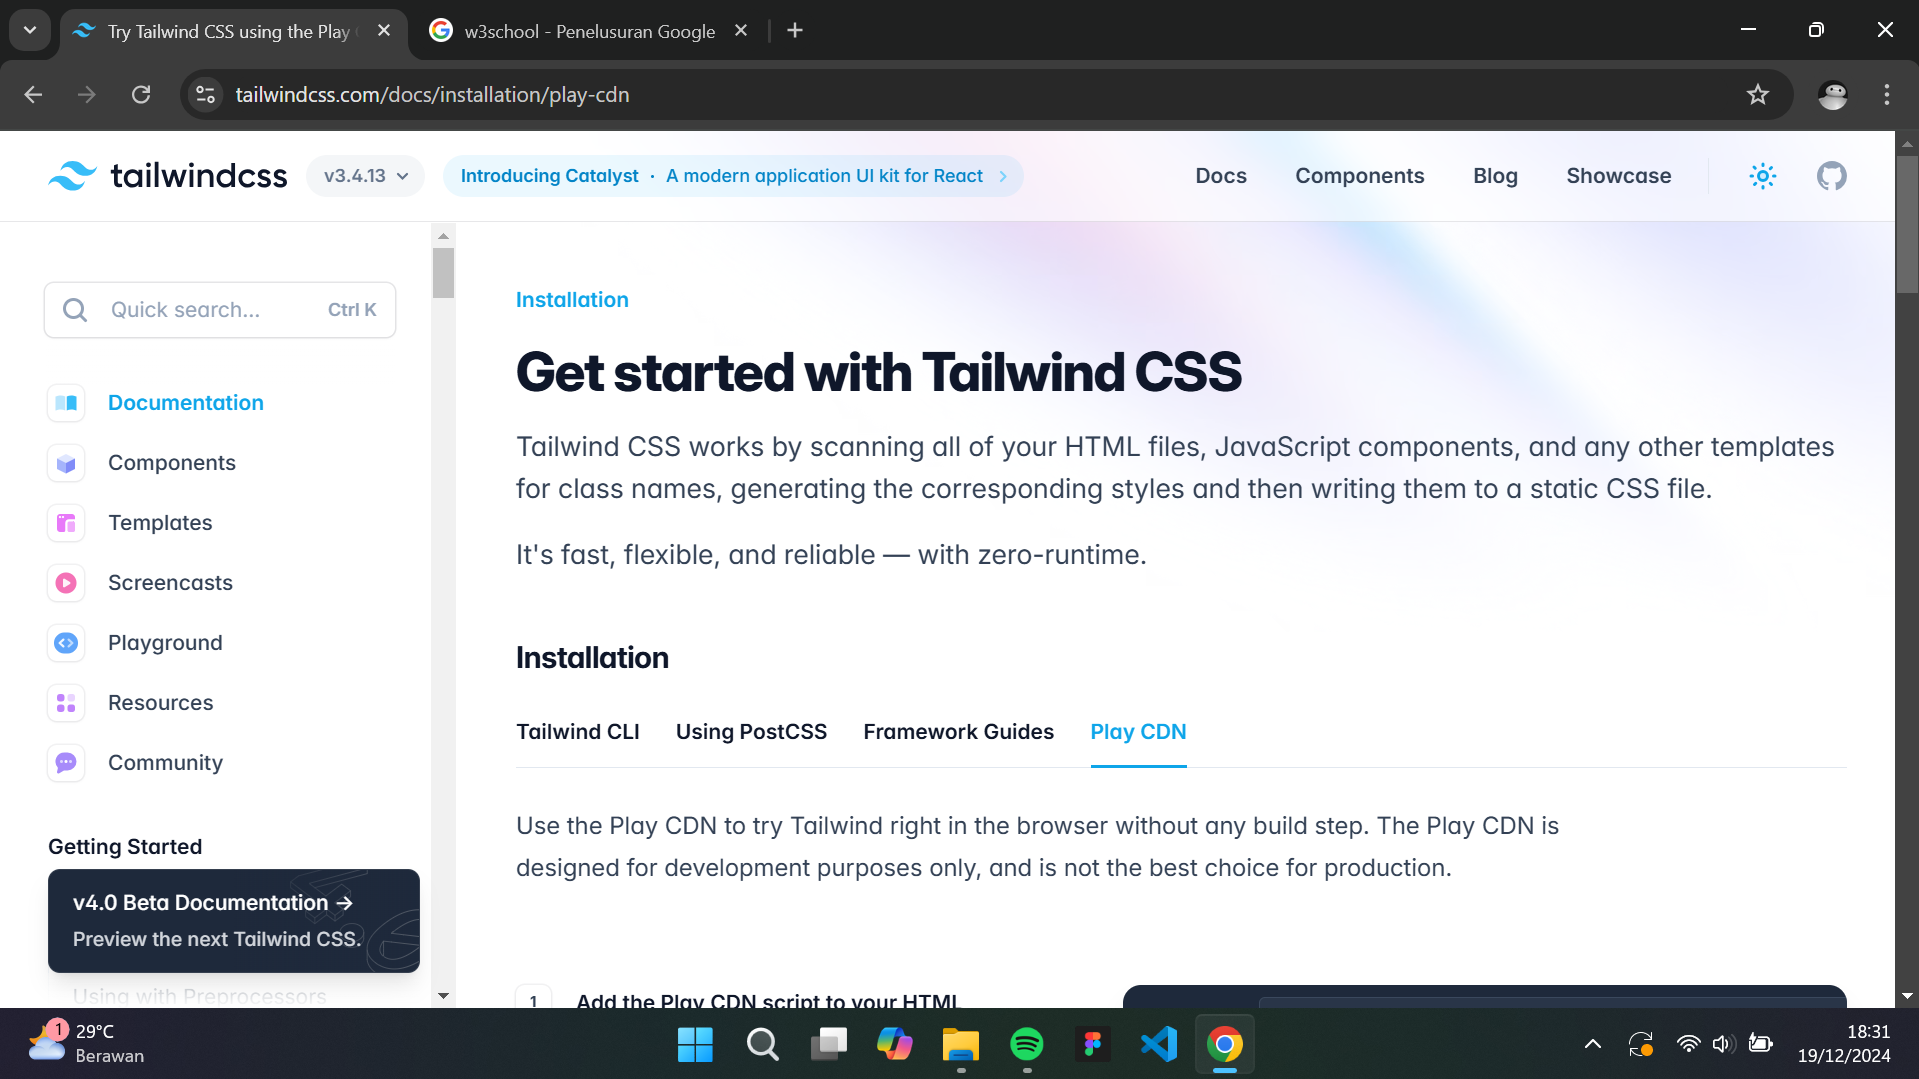 Try Tailwind CSS using the Play
w3school - Penelusuran Google
tailwindcss.com/docs/installation/play-cdn
tailwindcss
v3.4.13
Introducing Catalyst · A modern application UI kit for React
Docs
Components
Blog
Showcase
Quick search...
Ctrl K
Documentation
Components
Templates
Screencasts
Playground
Resources
Community
Getting Started
v4.0 Beta Documentation →
Preview the next Tailwind CSS.
Using with Preprocessors
Installation
Get started with Tailwind CSS
Tailwind CSS works by scanning all of your HTML files, JavaScript components, and any other templates
for class names, generating the corresponding styles and then writing them to a static CSS file.
It's fast, flexible, and reliable — with zero-runtime.
Installation
Tailwind CLI
Using PostCSS
Framework Guides
Play CDN
Use the Play CDN to try Tailwind right in the browser without any build step. The Play CDN is
designed for development purposes only, and is not the best choice for production.
1
Add the Play CDN script to your HTML
1
29°C
Berawan
18:31
19/12/2024